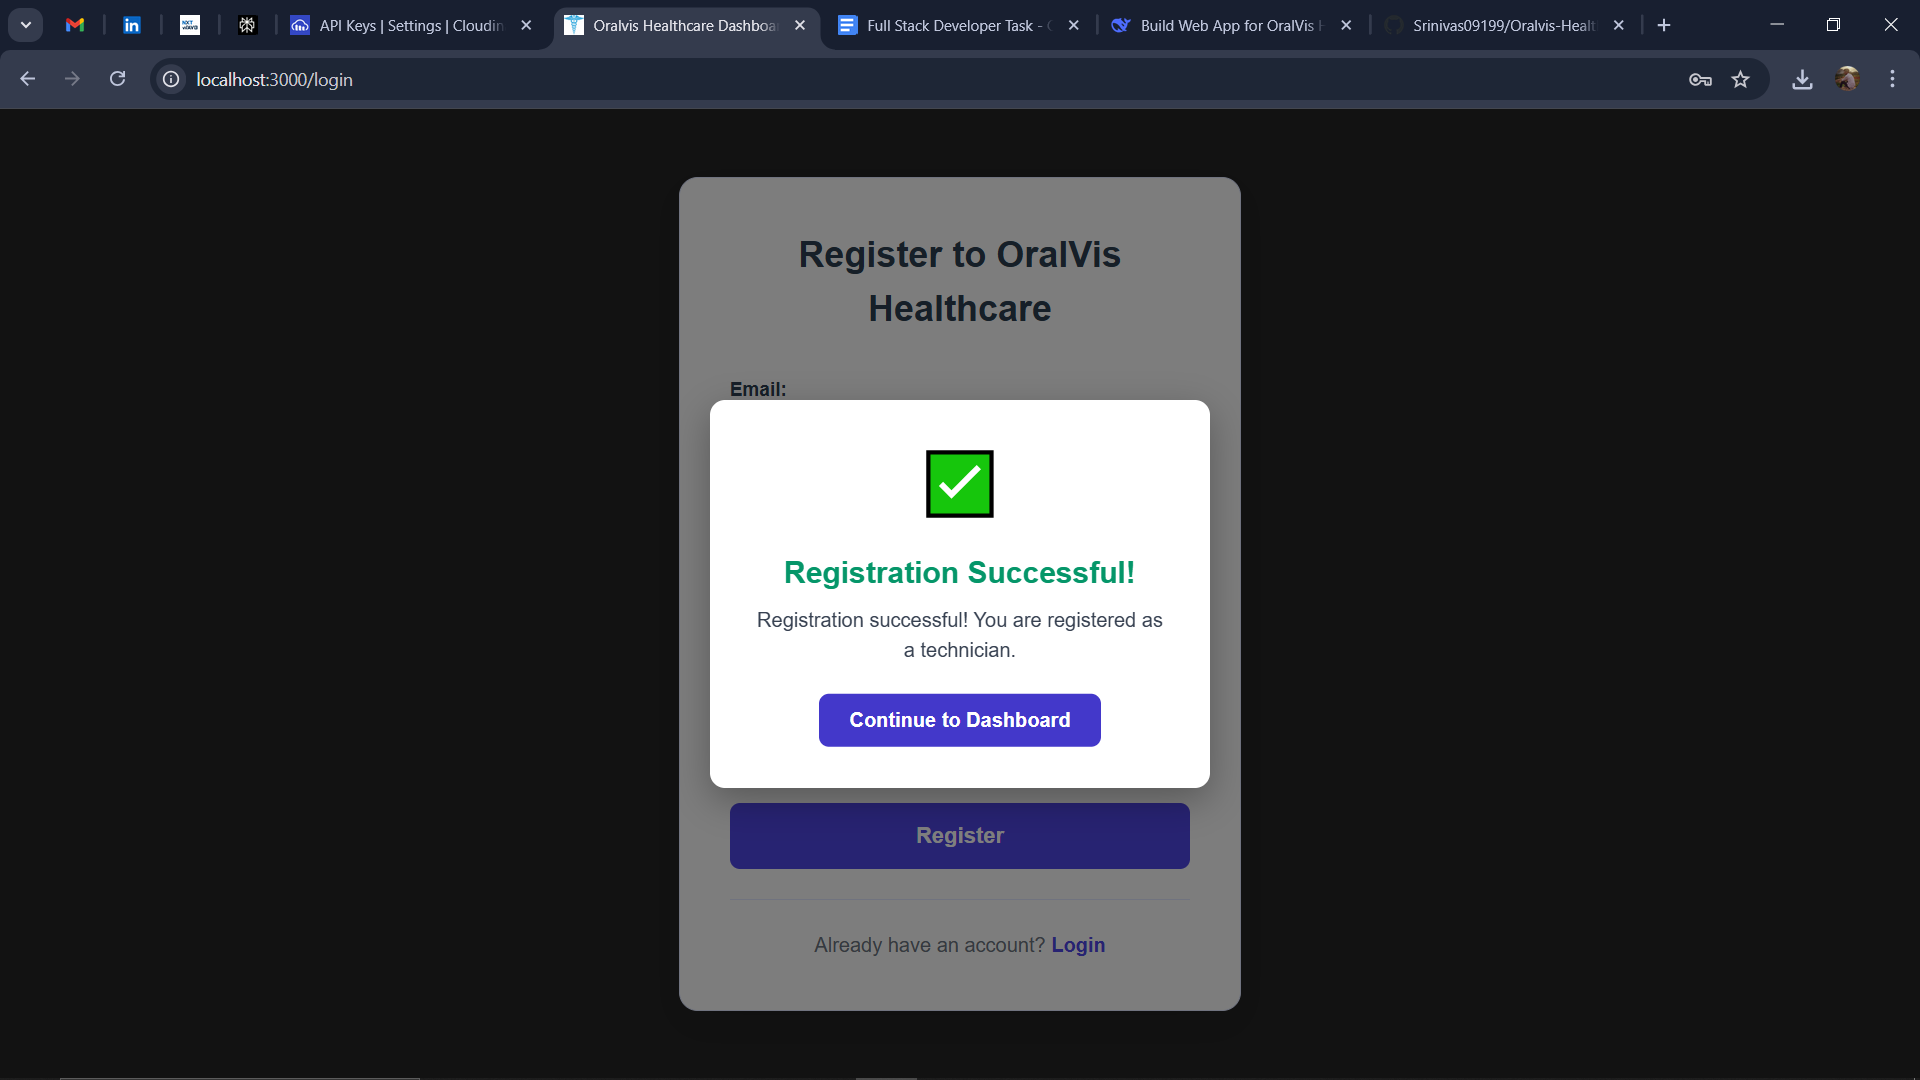 API Keys | Settings | Cloudin
Oralvis Healthcare Dashboa
Full Stack Developer Task -
Build Web App for OralVis
Srinivas09199/Oralvis-Healt
localhost:3000/login
Register to OralVis
Healthcare
Email:
Registration Successful!
Registration successful! You are registered as
a technician.
Continue to Dashboard
Register
Already have an account? Login